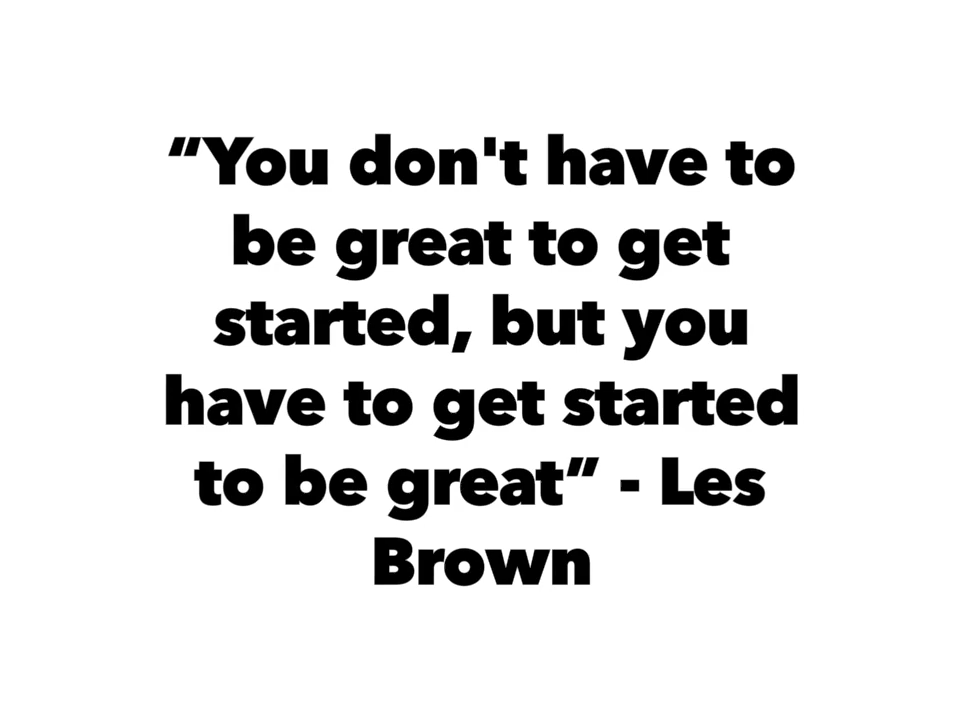 “You don't have to
be great to get
started, but you
have to get started
to be great” - Les
Brown